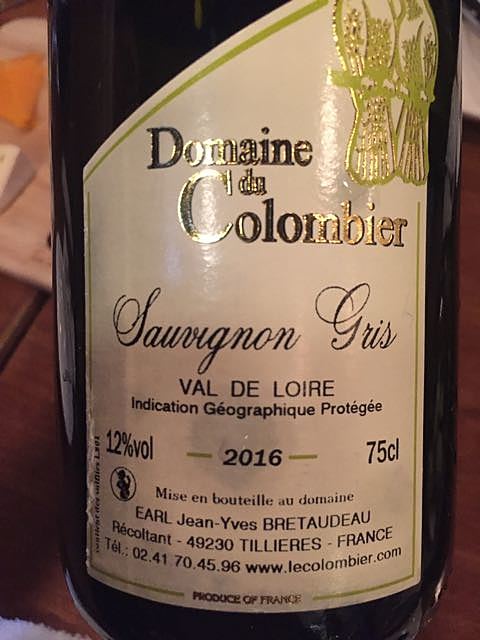 Domaine
du
Colombier
Sauvignon Gris
VAL DE LOIRE
Indication Géographique Protégée
12%vol
2016
75cl
Mise en bouteille au domaine
EARL Jean-Yves BRETAUDEAU
Récoltant - 49230 TILLIERES - FRANCE
Tél.: 02.41 70.45.96 www.lecolombier.com
PRODUCE OF FRANCE